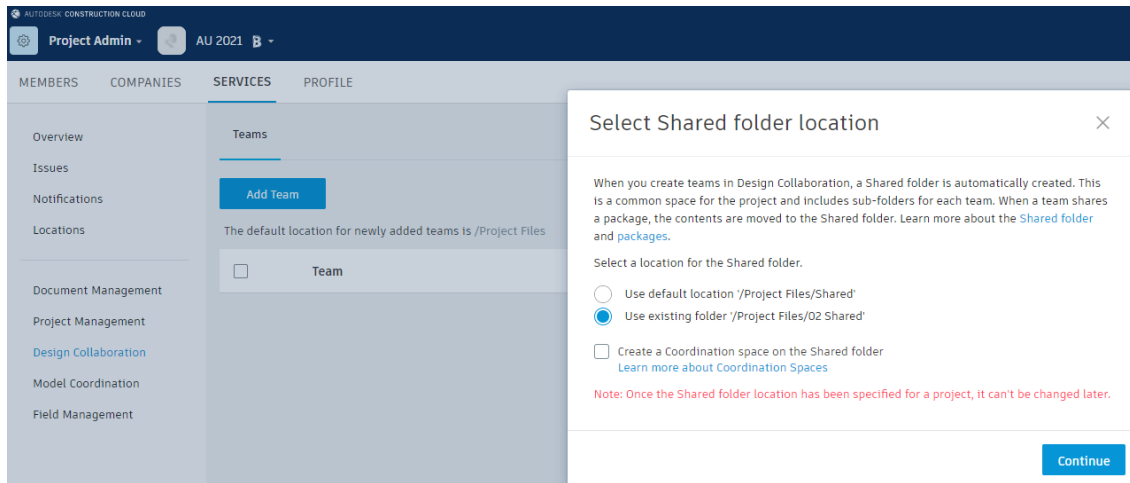 AUTODESK CONSTRUCTION CLOUD
Project Admin
AU 2021 B
MEMBERS COMPANIES SERVICES PROFILE
Overview
Issues
Notifications
Locations
Document Management
Project Management
Design Collaboration
Model Coordination
Field Management
Teams
Add Team
The default location for newly added teams is /Project Files
Team
Select Shared folder location
When you create teams in Design Collaboration, a Shared folder is automatically created. This
is a common space for the project and includes sub-folders for each team. When a team shares
a package, the contents are moved to the Shared folder. Learn more about the Shared folder
and packages.
Select a location for the Shared folder.
Use default location '/Project Files/Shared'
Use existing folder '/Project Files/02 Shared'
Create a Coordination space on the Shared folder
Learn more about Coordination Spaces
Note: Once the Shared folder location has been specified for a project, it can't be changed later.
Continue